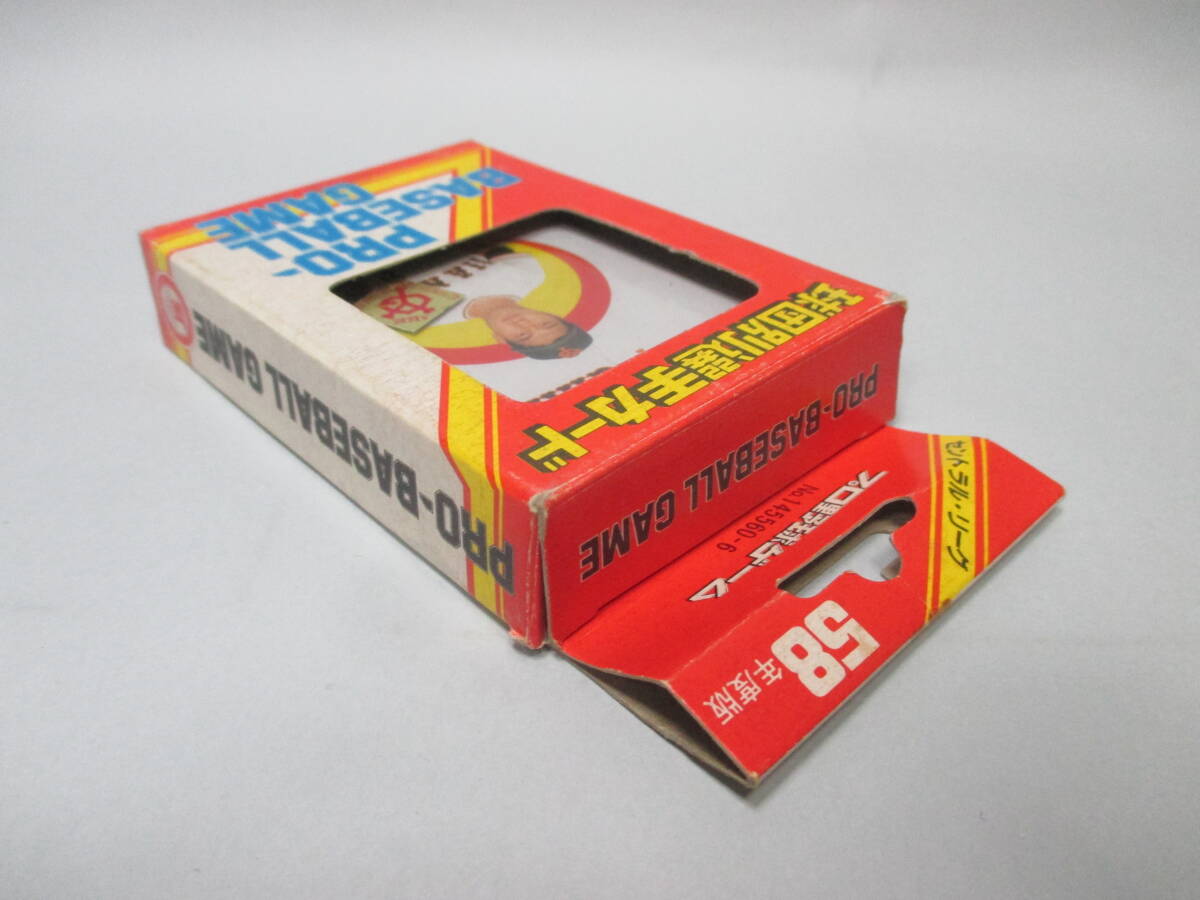 セントラル・リーグ
プロ野球ゲーム
No.145560-6
58
年度版
PRO-BASEBALL GAME
球団別選手カード
PRO-
BASEBALL
GAME
PRO-BASEBALL GAME